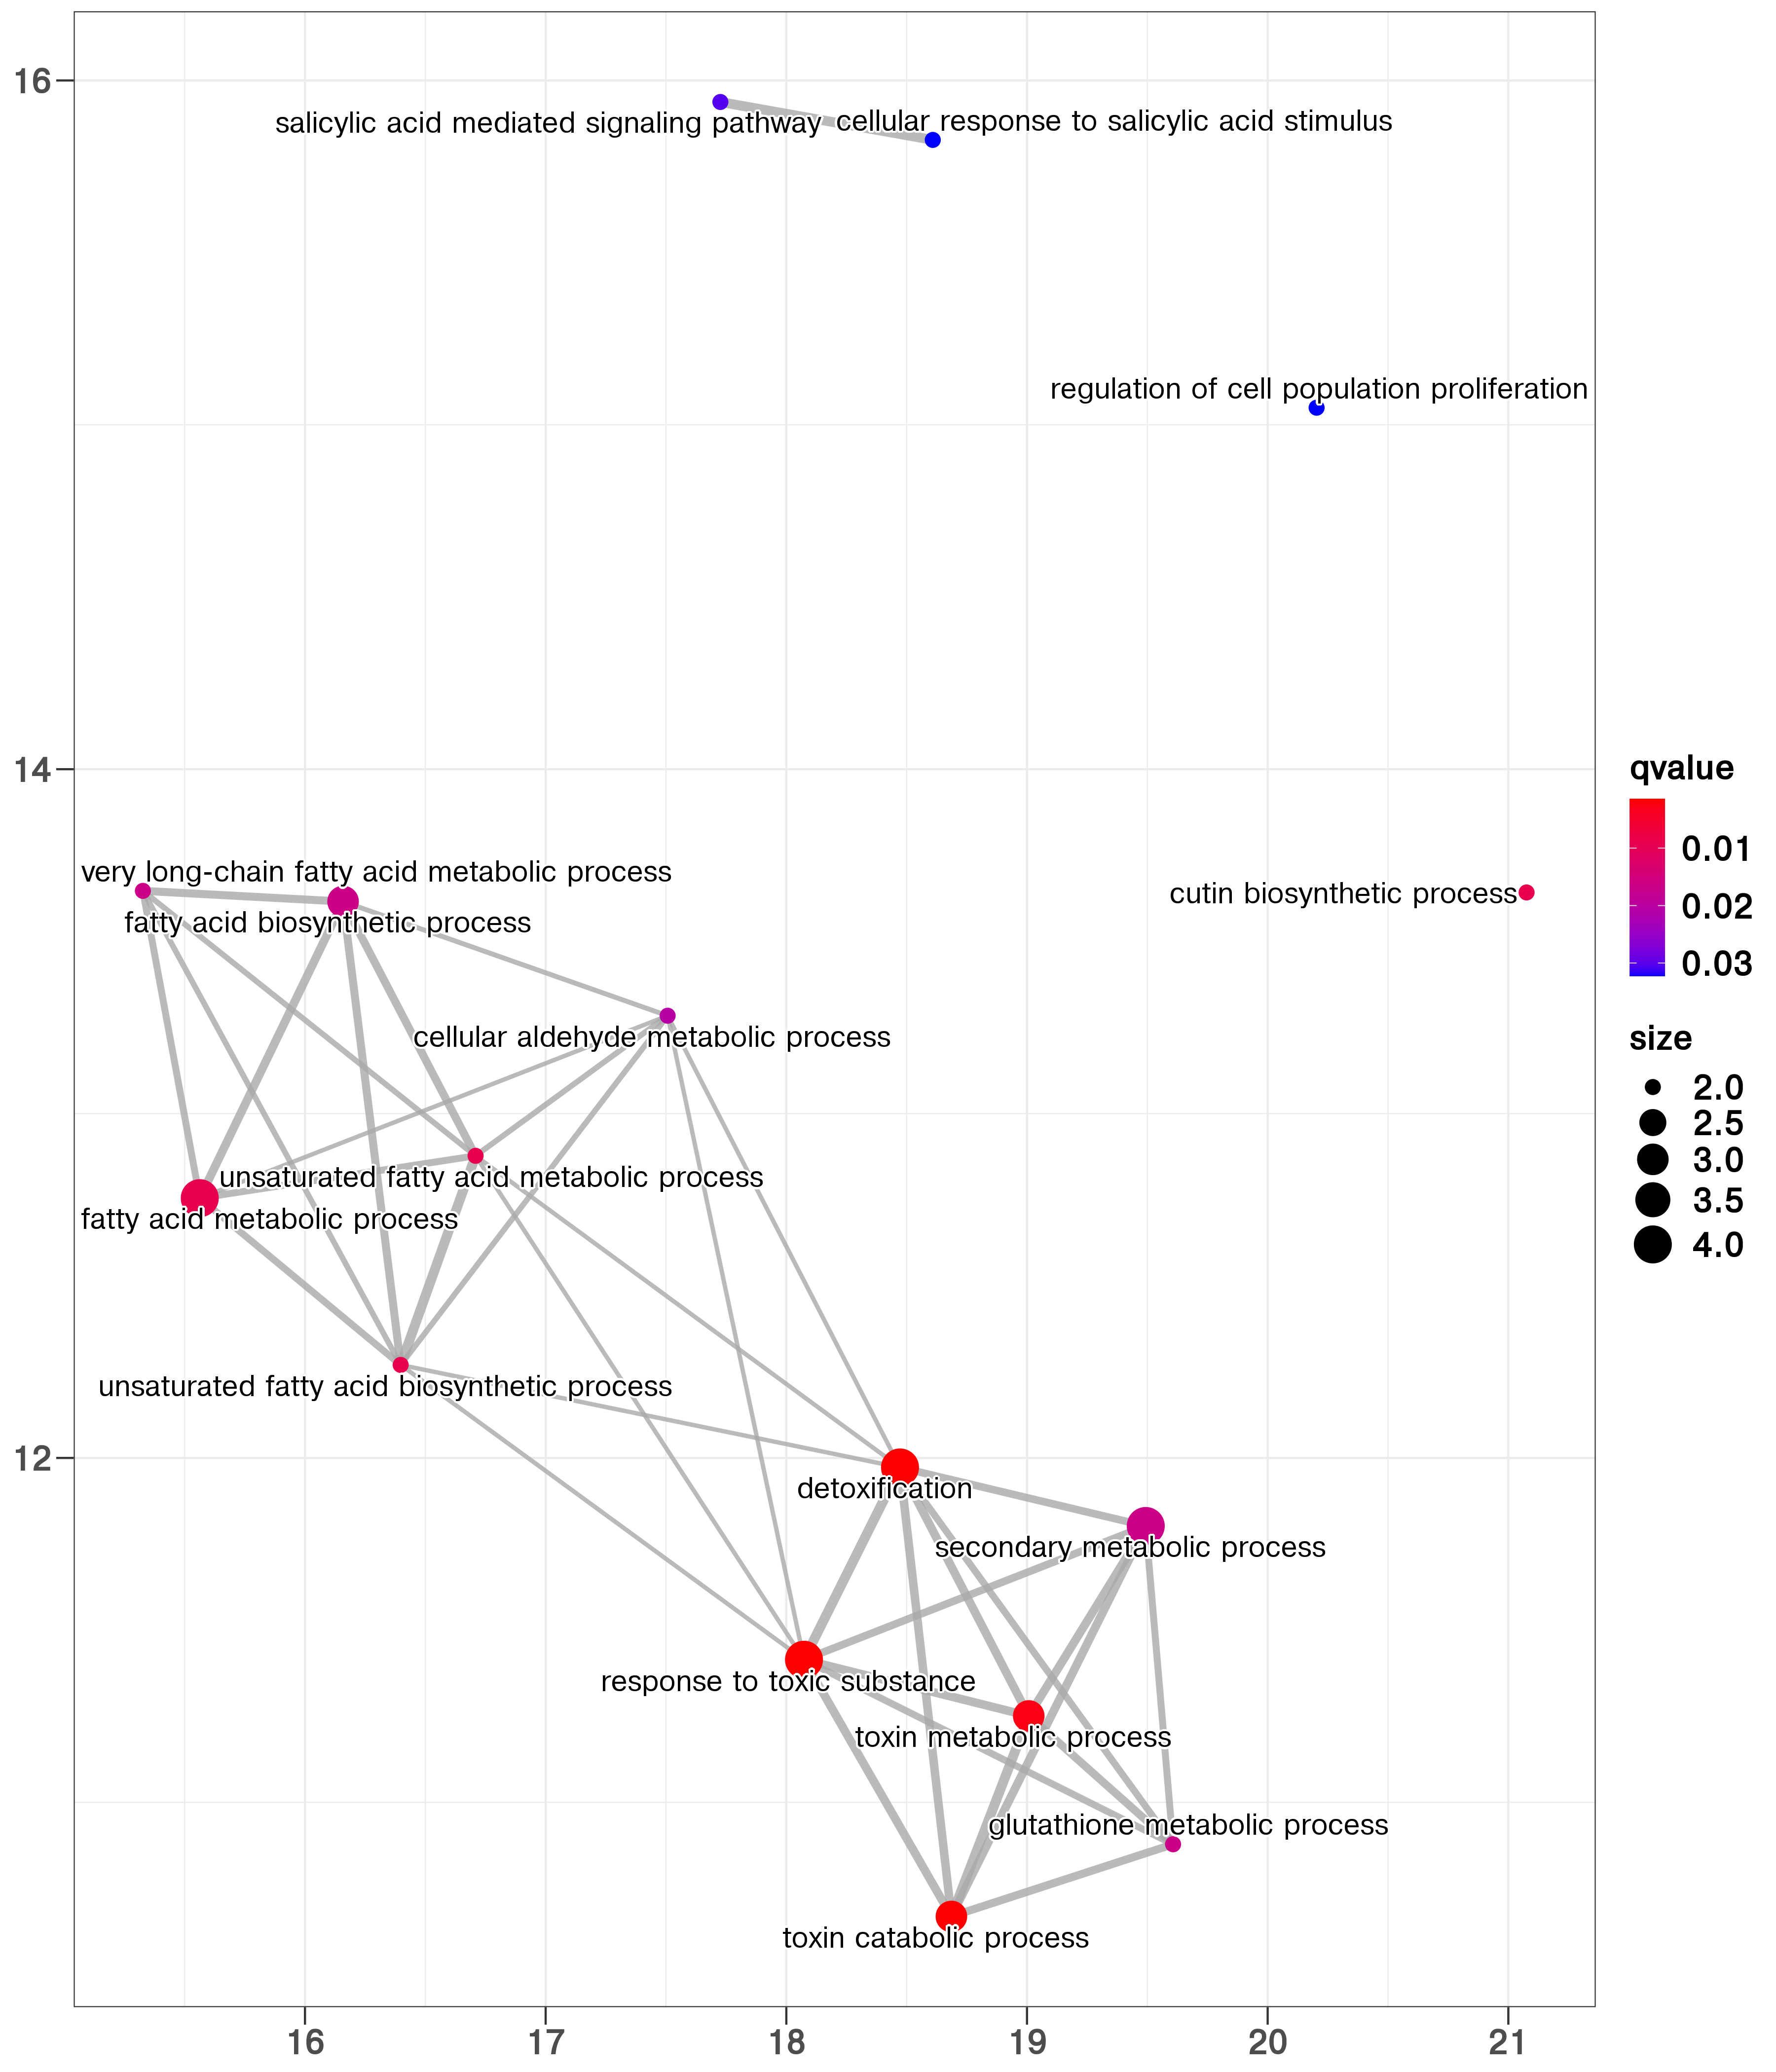 16
salicylic acid mediated signaling pathway
cellular response to salicylic acid stimulus
regulation of cell population proliferation
14
qvalue
0.01
0.02
0.03
very long-chain fatty acid metabolic process
cutin biosynthetic process
fatty acid biosynthetic process
cellular aldehyde metabolic process
size
2.0
2.5
3.0
3.5
4.0
unsaturated fatty acid metabolic process
fatty acid metabolic process
unsaturated fatty acid biosynthetic process
12
detoxification
secondary metabolic process
response to toxic substance
toxin metabolic process
glutathione metabolic process
toxin catabolic process
16 17 18 19 20 21